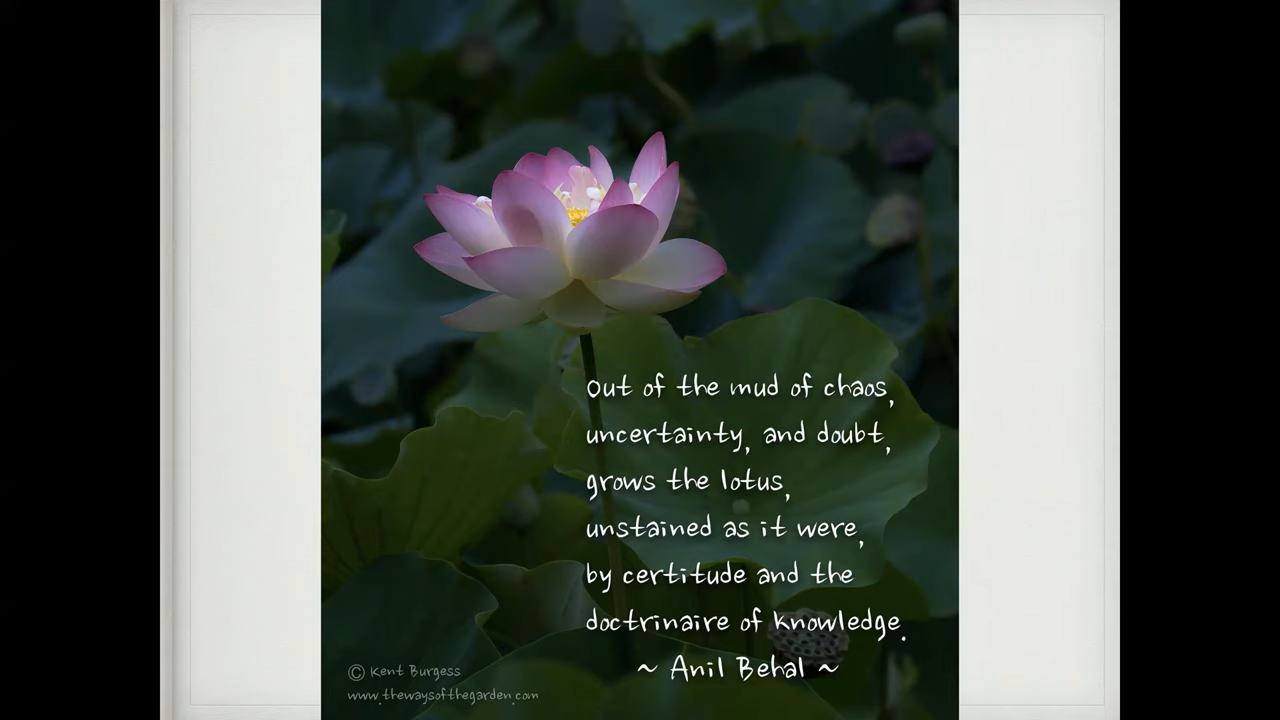 Out of the mud of chaos,
uncertainty, and doubt,
grows the lotus,
unstained as it were,
by certitude and the
doctrinaire of knowledge.
~ Anil Behal ~
© Kent Burgess
www.thewaysofthegarden.com